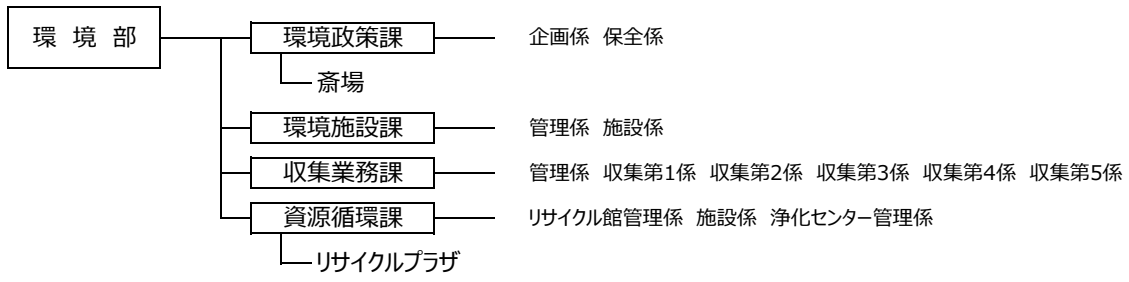 環 境 部 環境政策課 企画係 保全係
斎場
環境施設課 管理係 施設係
収集業務課 管理係 収集第1係 収集第2係 収集第3係 収集第4係 収集第5係
資源循環課 リサイクル館管理係 施設係 浄化センター管理係
リサイクルプラザ